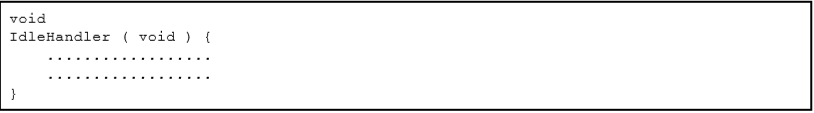 void
IdleHandler ( void ) {
    ..................
    ..................
}